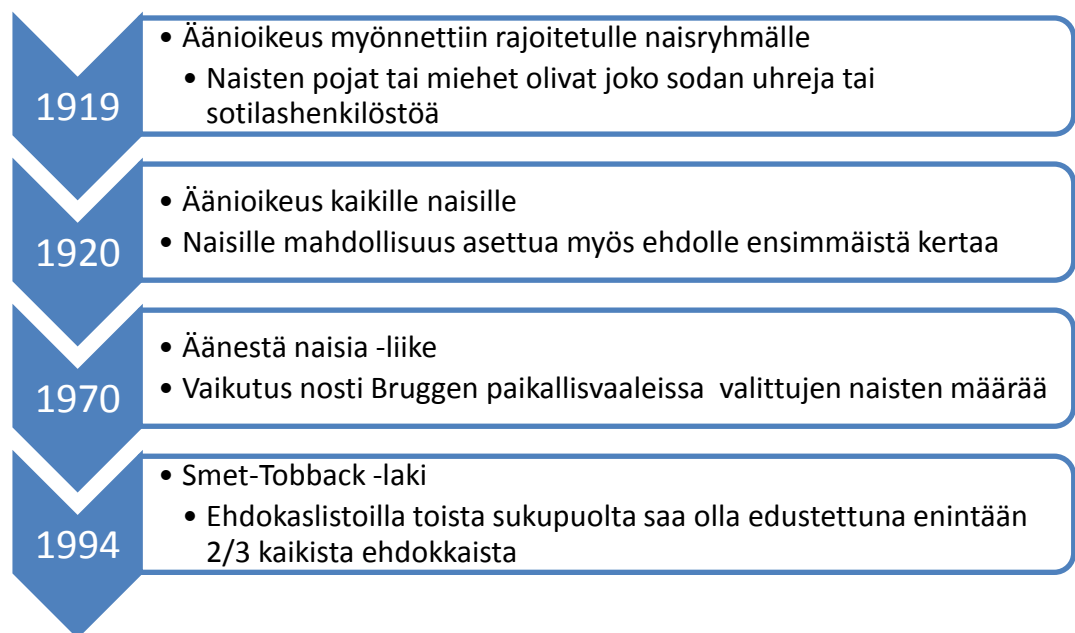 1919
• Äänioikeus myönnettiin rajoitetulle naisryhmälle
• Naisten pojat tai miehet olivat joko sodan uhreja tai
sotilashenkilöstöä
1920
• Äänioikeus kaikille naisille
• Naisille mahdollisuus asettua myös ehdolle ensimmäistä kertaa
1970
• Äänestä naisia -liike
• Vaikutus nosti Bruggen paikallisvaaleissa valittujen naisten määrää
1994
• Smet-Tobback -laki
• Ehdokaslistoilla toista sukupuolta saa olla edustettuna enintään
2/3 kaikista ehdokkaista